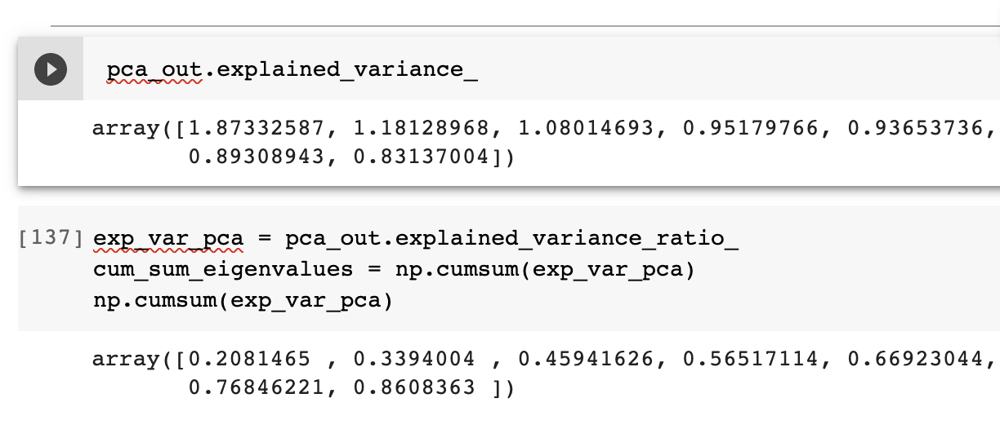 pca_out.explained_variance_
array([1.87332587, 1.18128968, 1.08014693, 0.95179766, 0.93653736,
0.89308943, 0.83137004])
[137] exp_var_pca = pca_out.explained_variance_ratio_
cum_sum_eigenvalues = np.cumsum(exp_var_pca)
np.cumsum(exp_var_pca)
array([0.2081465 , 0.3394004 , 0.45941626, 0.56517114, 0.66923044,
0.76846221, 0.8608363 ])